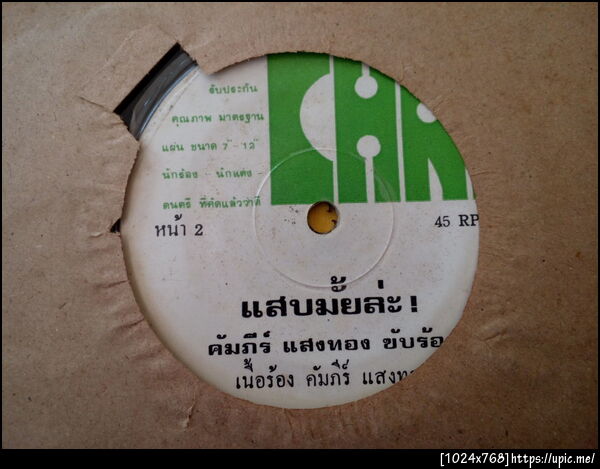 รับประกัน
คุณภาพ มาตรฐาน
แผ่น ขนาด 7" - 12"
นักร้อง - นักแต่ง -
ดนตรี ที่คัดแล้วว่าดี
หน้า 2
45 RP
แสบมั้ยล่ะ!
คัมภีร์ แสงทอง ขับร้อ
เนื้อร้อง คัมภีร์ แสงท
[1024x768]https://upic.me/